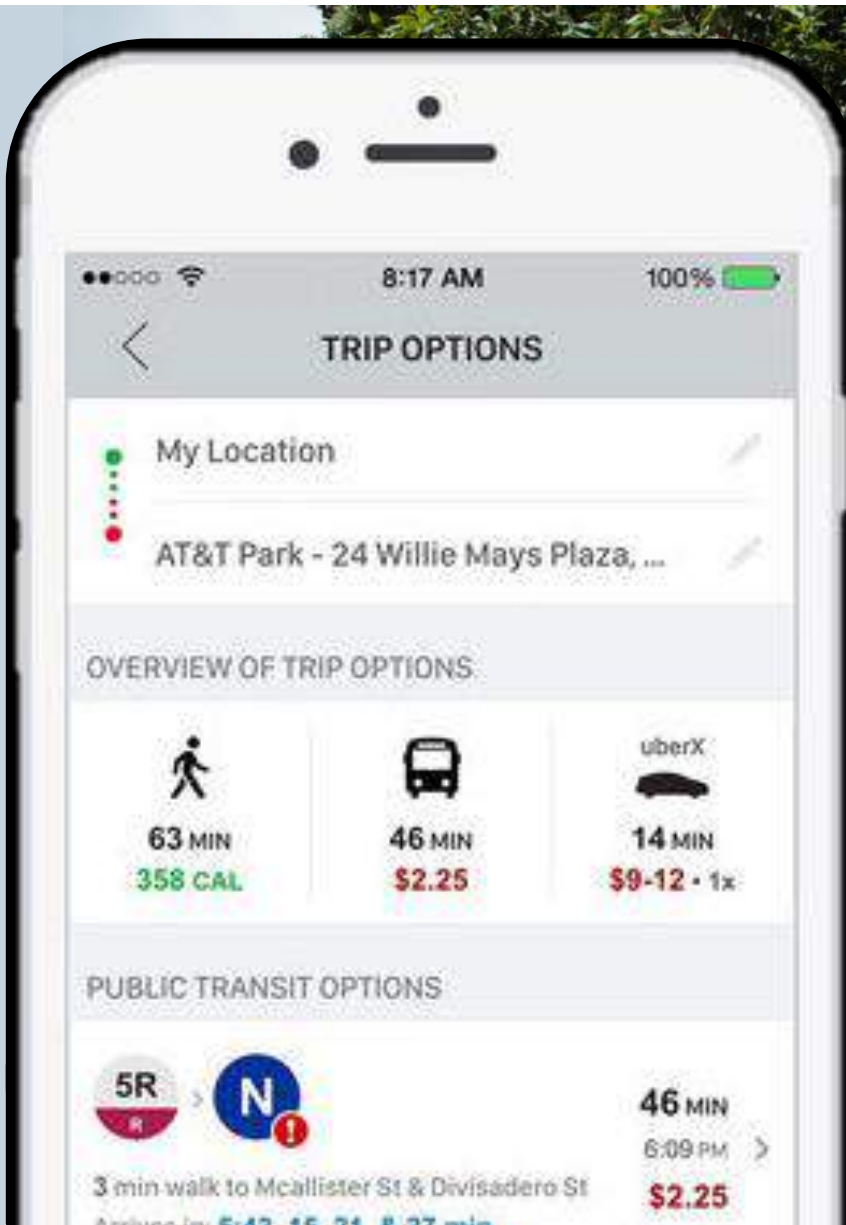 8:17 AM 100%
TRIP OPTIONS
My Location
AT&T Park - 24 Willie Mays Plaza, ...
OVERVIEW OF TRIP OPTIONS
uberX
63 MIN 46 MIN 14 MIN
358 CAL $2.25 $9-12 • 1x
PUBLIC TRANSIT OPTIONS
5R > N ! 46 MIN
R 6:09 PM >
3 min walk to Mcallister St & Divisadero St $2.25